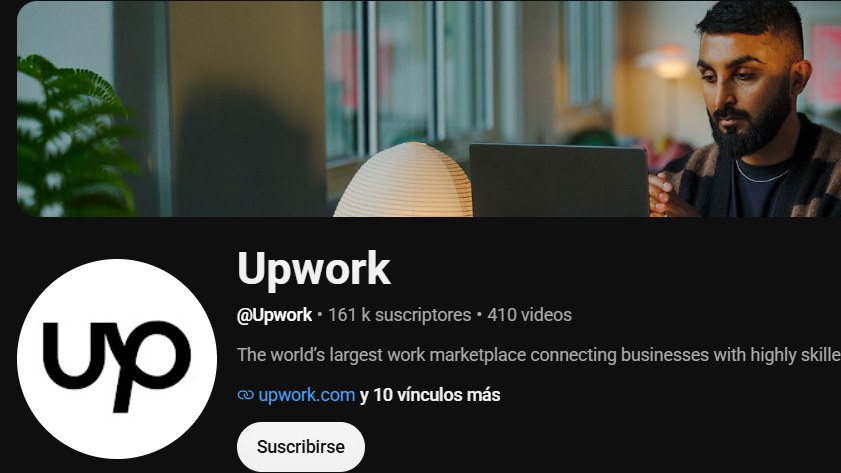 Upwork
@Upwork • 161 k suscriptores • 410 videos
The world's largest work marketplace connecting businesses with highly skille
upwork.com y 10 vínculos más
up
Suscribirse